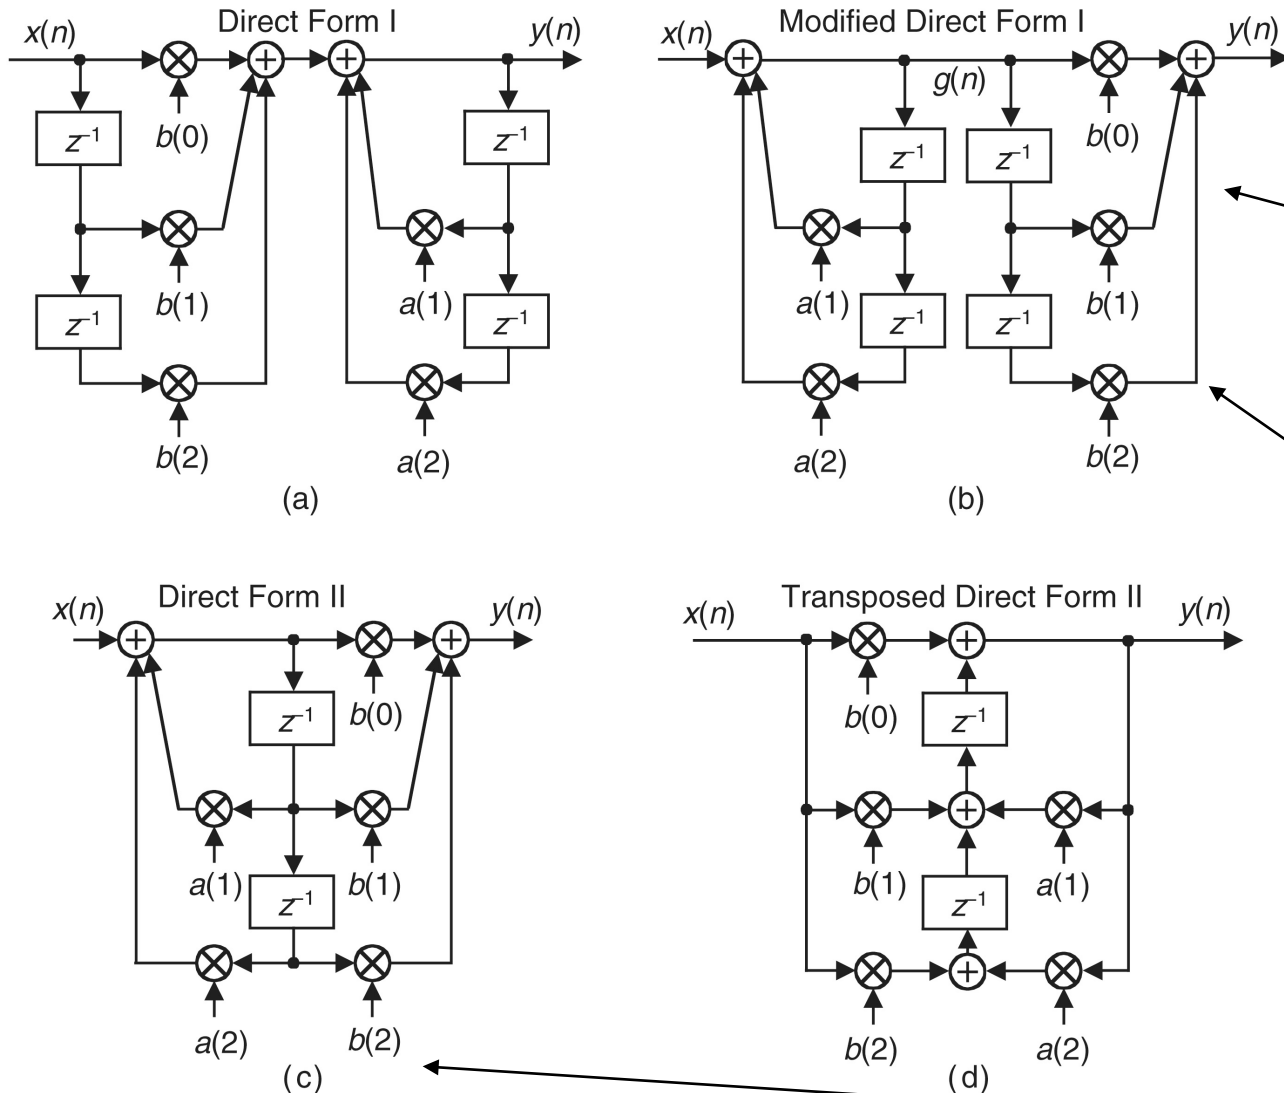 Direct Form I
x(n)
y(n)
z⁻¹
b(0)
z⁻¹
b(1)
a(1)
z⁻¹
z⁻¹
b(2)
a(2)
(a)
Modified Direct Form I
x(n)
y(n)
g(n)
b(0)
z⁻¹
z⁻¹
a(1)
b(1)
z⁻¹
z⁻¹
a(2)
b(2)
(b)
Direct Form II
x(n)
y(n)
z⁻¹
b(0)
a(1)
b(1)
z⁻¹
a(2)
b(2)
(c)
Transposed Direct Form II
x(n)
y(n)
b(0)
z⁻¹
b(1)
a(1)
z⁻¹
b(2)
a(2)
(d)